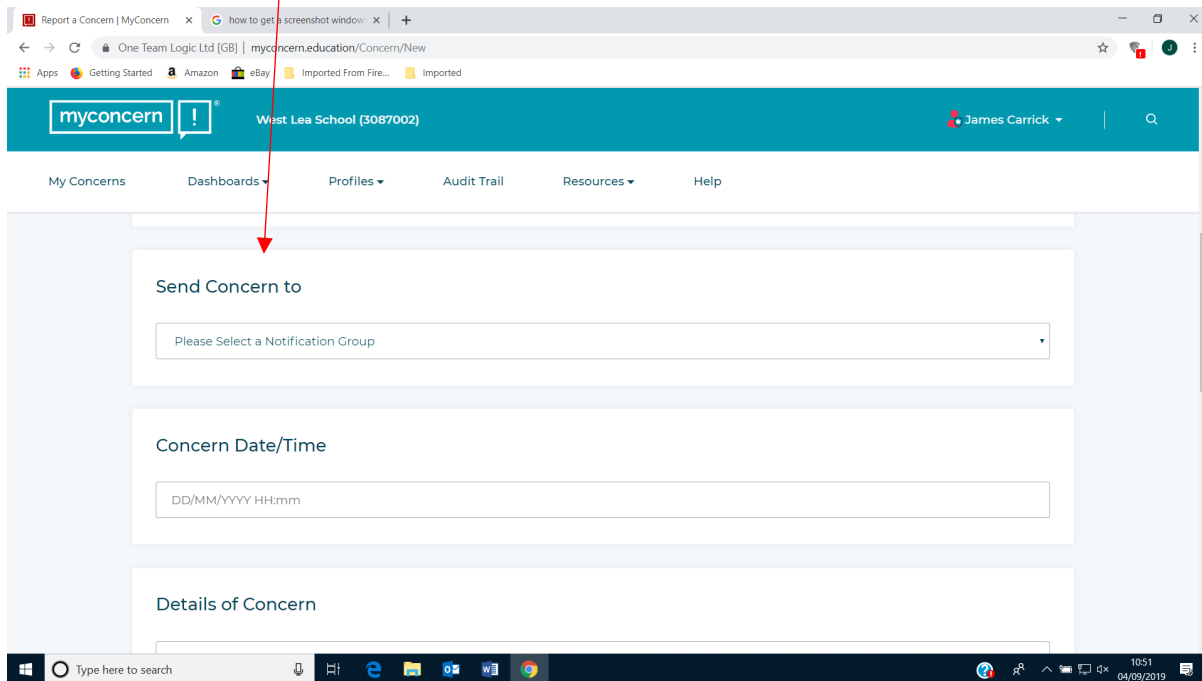 Report a Concern | MyConcern
how to get a screenshot window
One Team Logic Ltd [GB] | myconcern.education/Concern/New
Apps Getting Started Amazon eBay Imported From Fire... Imported
myconcern ! ®
West Lea School (3087002)
James Carrick
My Concerns Dashboards Profiles Audit Trail Resources Help
Send Concern to
Please Select a Notification Group
Concern Date/Time
DD/MM/YYYY HH:mm
Details of Concern
Type here to search
10:51
04/09/2019